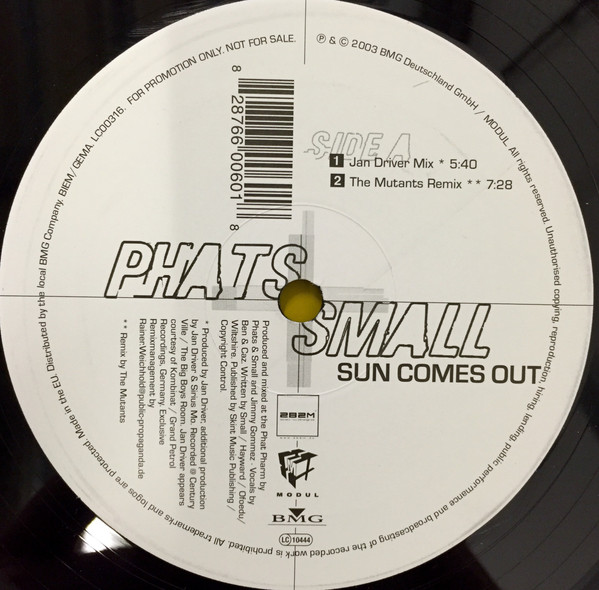 Made in the EU. Distributed by the local BMG Company. BIEM/GEMA. LC00316. FOR PROMOTION ONLY. NOT FOR SALE.
Ⓟ & © 2003 BMG Deutschland GmbH / MODUL All rights reserved. Unauthorised copying, reproduction, hiring, lending, public performance and broadcasting of the recorded work is prohibited. All trademarks and logos are protected.
8 28766 00601 8
SIDE A
1 Jan Driver Mix * 5:40
2 The Mutants Remix ** 7:28
PHATS
SMALL
SUN COMES OUT
Produced and mixed at the Phat Pharm by
Phats & Small and Jimmy Gommez · Vocals by
Ben & Caz. Written by Small / Hayward / Ofoedu/
Wiltshire. Published by Skint Music Publishing /
Copyright Control.
* Produced by Jan Driver, additional production
by Jan Driver & Sirius Mo. Recorded @ Century
Ville / The Big Boys Room. Jan Driver appears
courtesy of Kombinat / Grand Petrol
Recordings, Germany. Exclusive
Remixmanagement by
RainerWeichhold@public-propaganda.de
** Remix by The Mutants
2B2M
MODUL
BMG
LC 10444